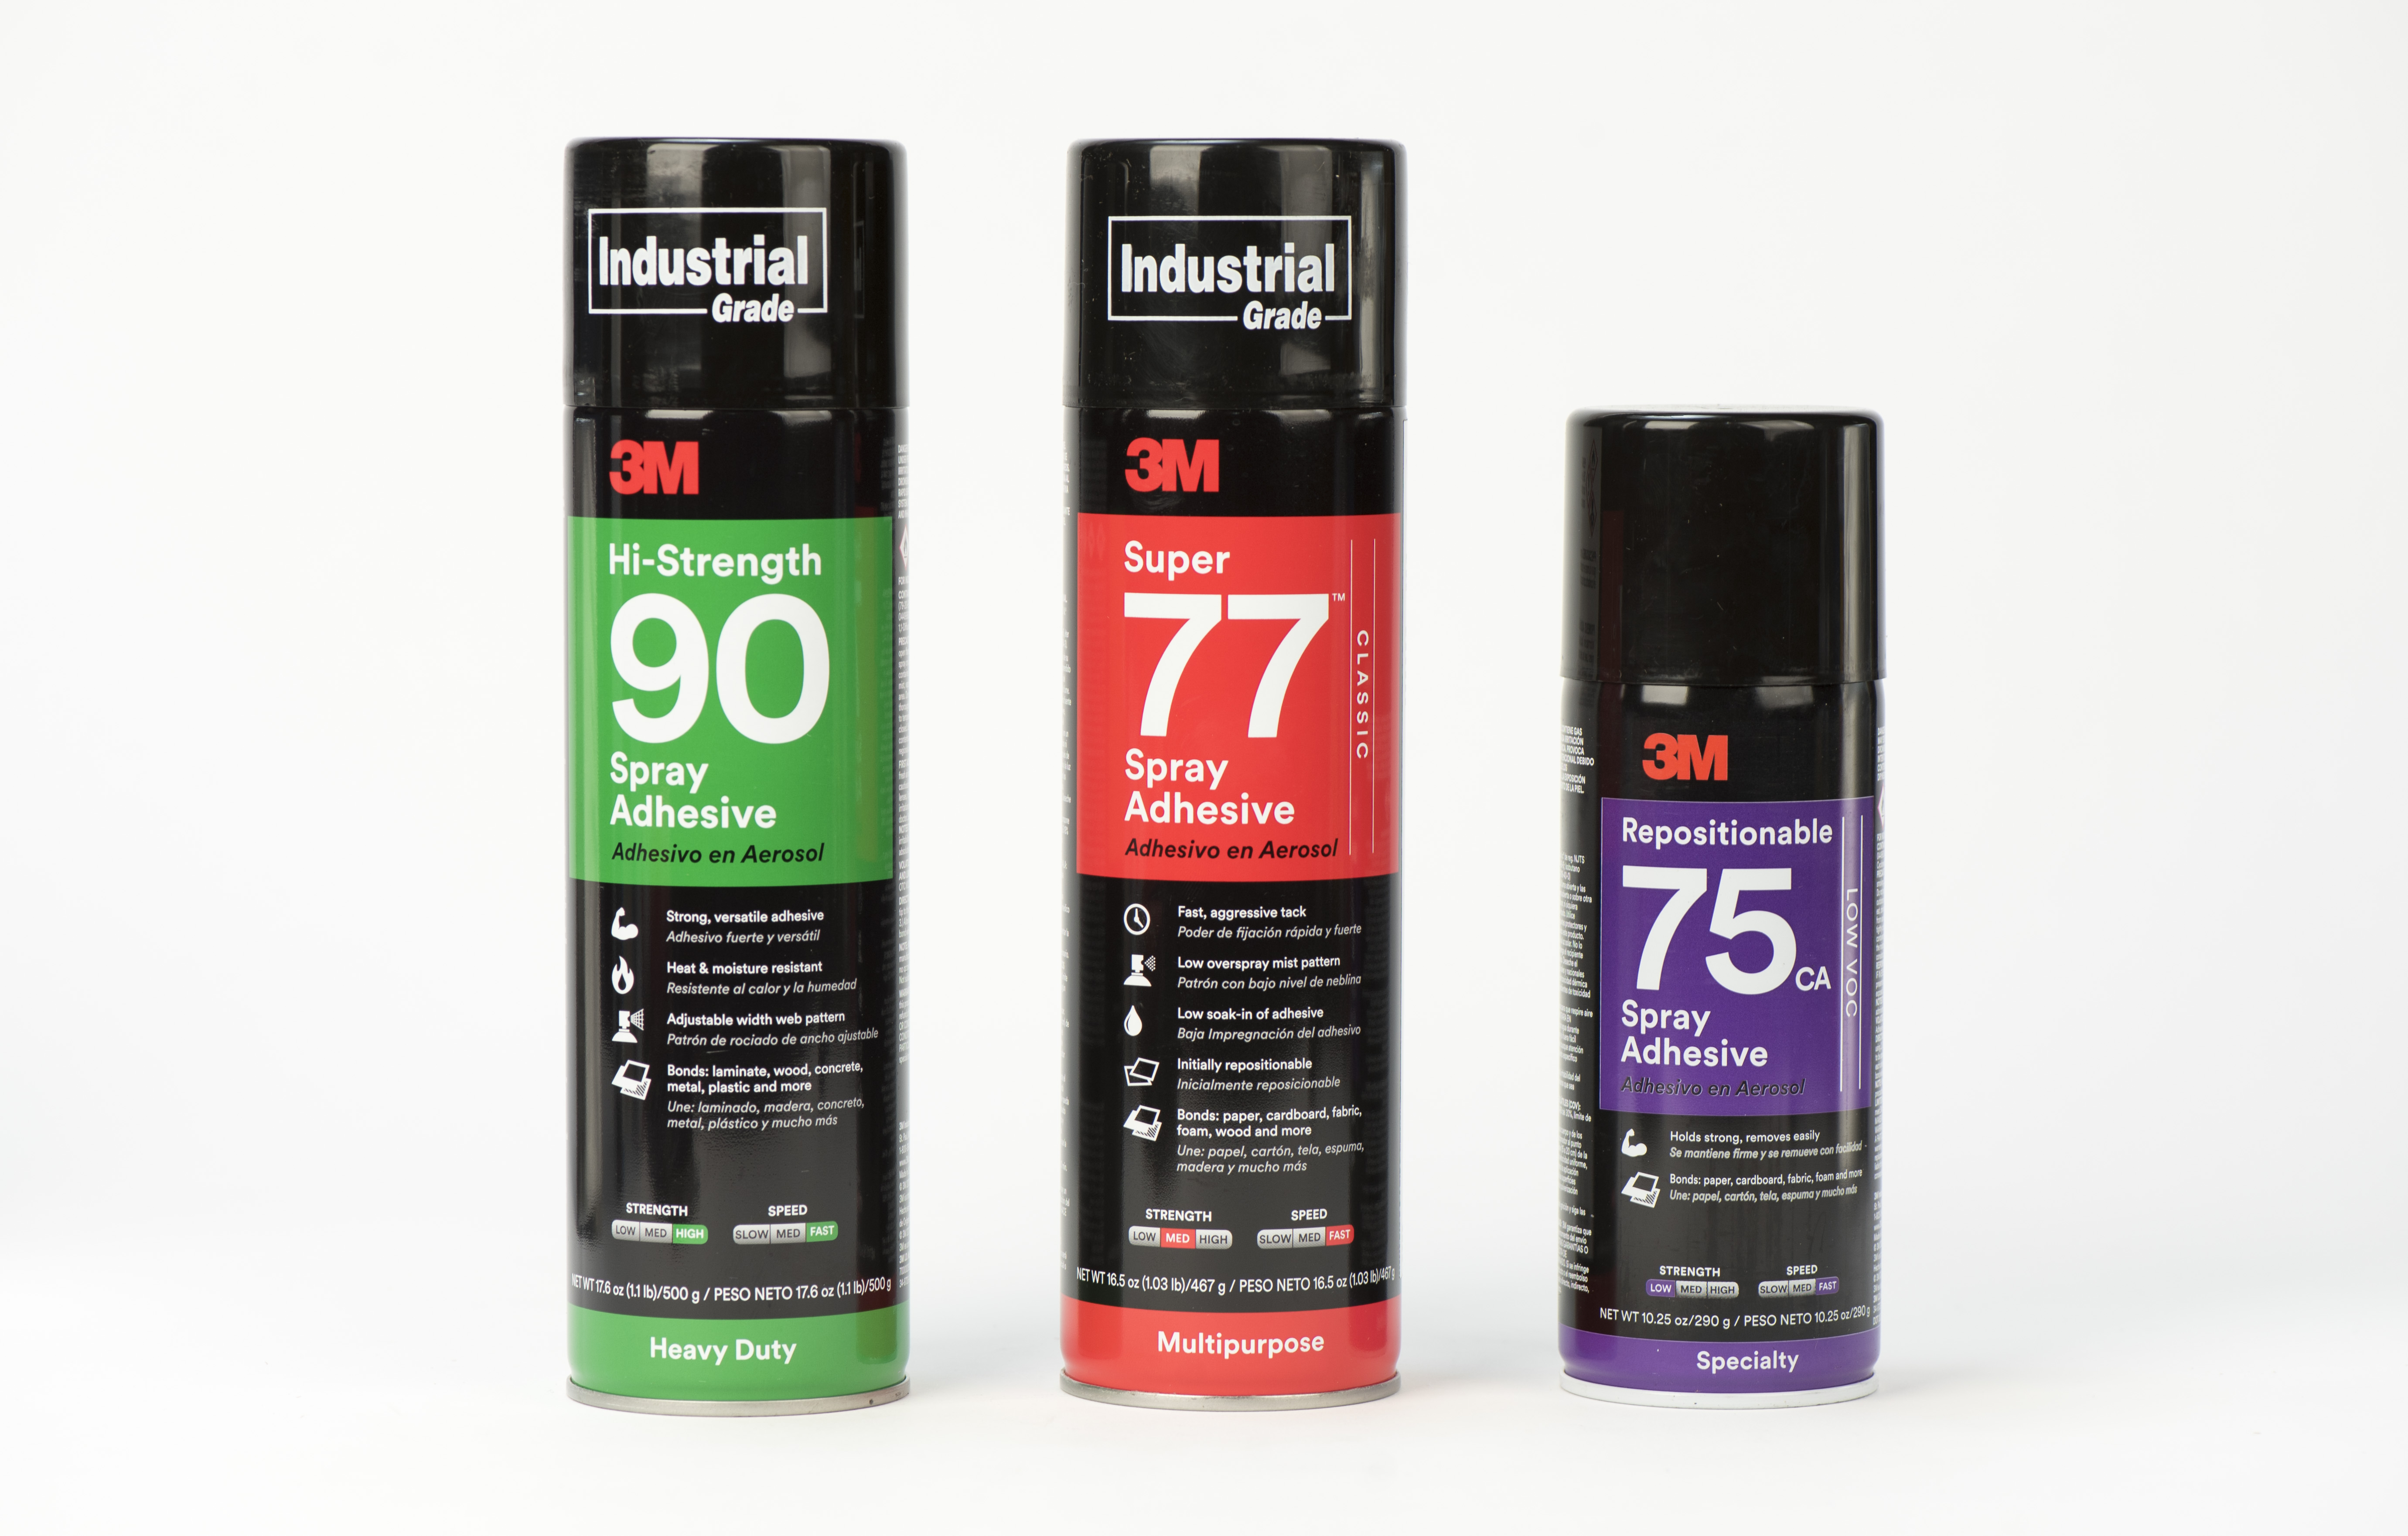 Industrial
Grade
3M
Hi-Strength
90
Spray
Adhesive
Adhesivo en Aerosol
Strong, versatile adhesive
Adhesivo fuerte y versátil
Heat & moisture resistant
Resistente al calor y la humedad
Adjustable width web pattern
Patrón de rociado de ancho ajustable
Bonds: laminate, wood, concrete,
metal, plastic and more
Une: laminado, madera, concreto,
metal, plástico y mucho más
STRENGTH SPEED
LOW MED HIGH SLOW MED FAST
NET WT 17.6 oz (1.1 lb)/500 g / PESO NETO 17.6 oz (1.1 lb)/500 g
Heavy Duty
Industrial
Grade
3M
Super
77™
CLASSIC
Spray
Adhesive
Adhesivo en Aerosol
Fast, aggressive tack
Poder de fijación rápida y fuerte
Low overspray mist pattern
Patrón con bajo nivel de neblina
Low soak-in of adhesive
Baja Impregnación del adhesivo
Initially repositionable
Inicialmente reposicionable
Bonds: paper, cardboard, fabric,
foam, wood and more
Une: papel, cartón, tela, espuma,
madera y mucho más
STRENGTH SPEED
LOW MED HIGH SLOW MED FAST
NET WT 16.5 oz (1.03 lb)/467 g / PESO NETO 16.5 oz (1.03 lb)/467 g
Multipurpose
3M
Repositionable
75 CA
LOW VOC
Spray
Adhesive
Adhesivo en Aerosol
Holds strong, removes easily
Se mantiene firme y se remueve con facilidad
Bonds: paper, cardboard, fabric, foam and more
Une: papel, cartón, tela, espuma y mucho más
STRENGTH SPEED
LOW MED HIGH SLOW MED FAST
NET WT 10.25 oz/290 g / PESO NETO 10.25 oz/290 g
Specialty